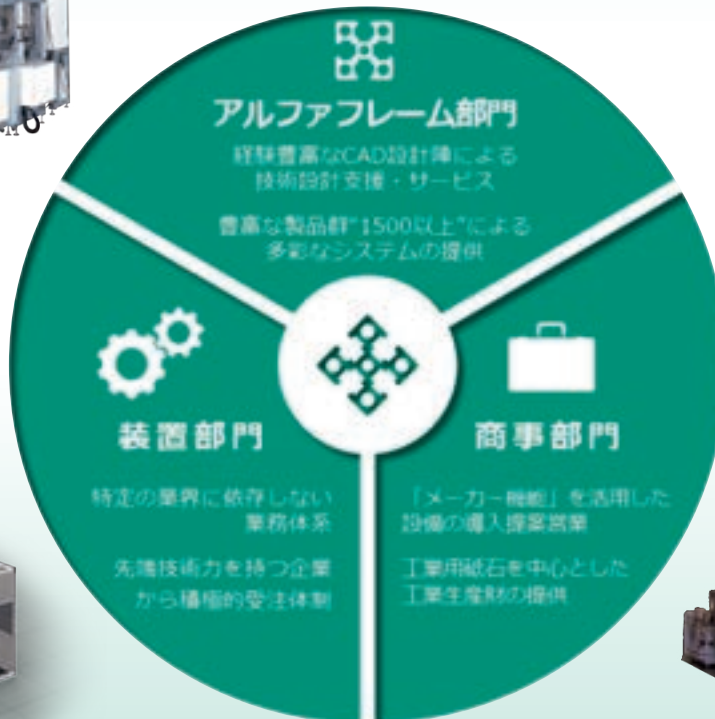 アルファフレーム部門
経験豊富なCAD設計陣による
技術設計支援・サービス
豊富な製品群"1500以上"による
多彩なシステムの提供
装置部門
特定の業界に依存しない
業務体系
先端技術力を持つ企業
から積極的受注体制
商事部門
「メーカー機能」を活用した
設備の導入提案営業
工業用砥石を中心とした
工業生産財の提供